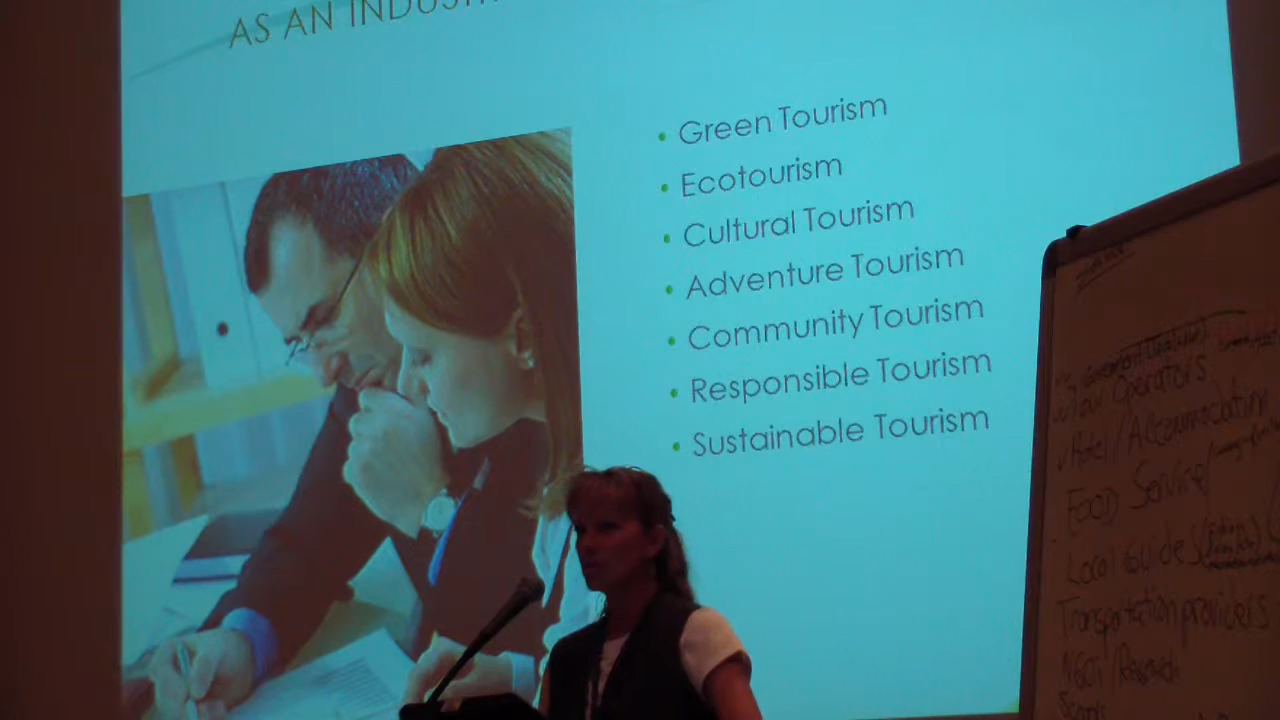 AS AN
Green Tourism
Ecotourism
Cultural Tourism
Adventure Tourism
Community Tourism
Responsible Tourism
Sustainable Tourism
Tour Operators
Hotel / Accommodation
Food Service/
Local Guides
Transportation providers